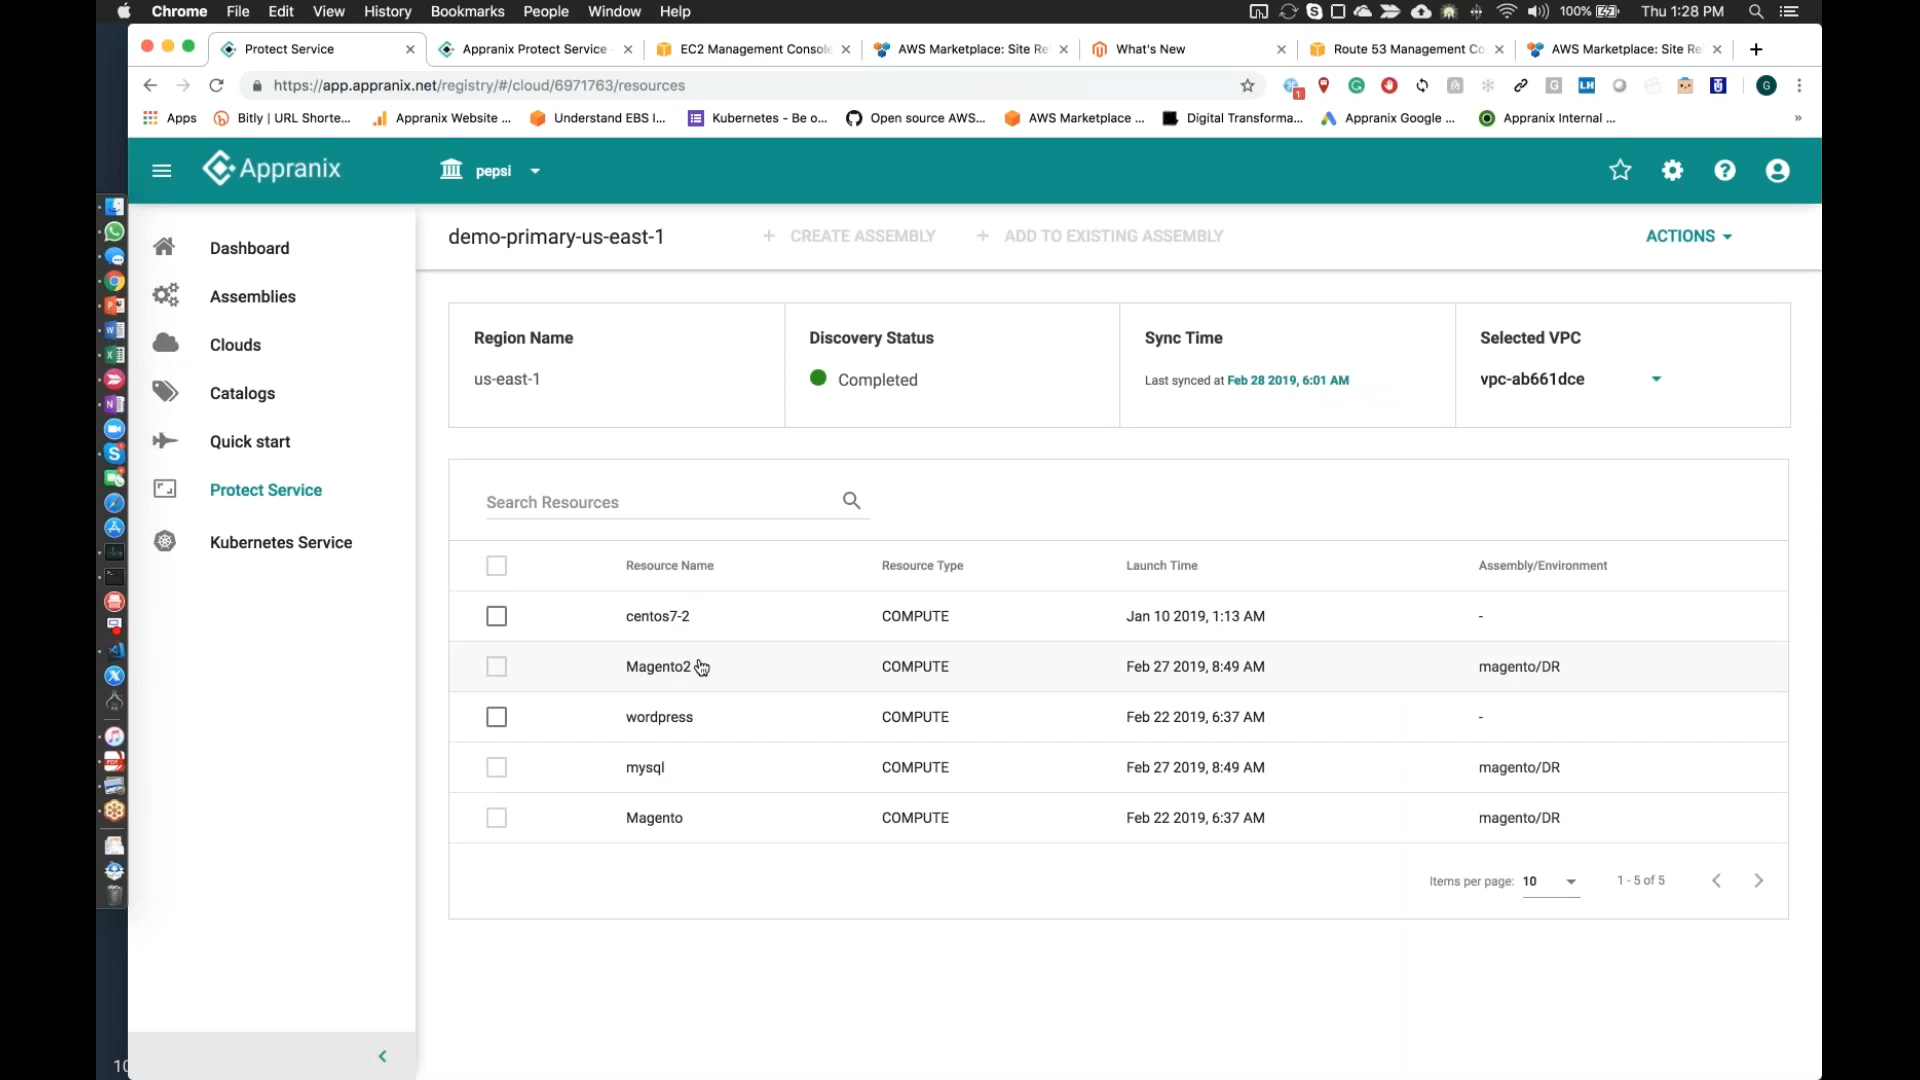 Chrome File Edit View History Bookmarks People Window Help 100% Thu 1:28 PM
Protect Service Appranix Protect Service EC2 Management Console AWS Marketplace: Site Re What's New Route 53 Management Co AWS Marketplace: Site Re
https://app.appranix.net/registry/#/cloud/6971763/resources
Apps Bitly | URL Shorte... Appranix Website ... Understand EBS I... Kubernetes - Be o... Open source AWS... AWS Marketplace ... Digital Transforma... Appranix Google ... Appranix Internal ... »
Appranix pepsi
demo-primary-us-east-1 + CREATE ASSEMBLY + ADD TO EXISTING ASSEMBLY ACTIONS
Dashboard
Assemblies
Clouds
Catalogs
Quick start
Protect Service
Kubernetes Service
Region Name Discovery Status Sync Time Selected VPC
us-east-1 Completed Last synced at Feb 28 2019, 6:01 AM vpc-ab661dce
Search Resources
Resource Name Resource Type Launch Time Assembly/Environment
centos7-2 COMPUTE Jan 10 2019, 1:13 AM -
Magento2 COMPUTE Feb 27 2019, 8:49 AM magento/DR
wordpress COMPUTE Feb 22 2019, 6:37 AM -
mysql COMPUTE Feb 27 2019, 8:49 AM magento/DR
Magento COMPUTE Feb 22 2019, 6:37 AM magento/DR
Items per page: 10 1 - 5 of 5